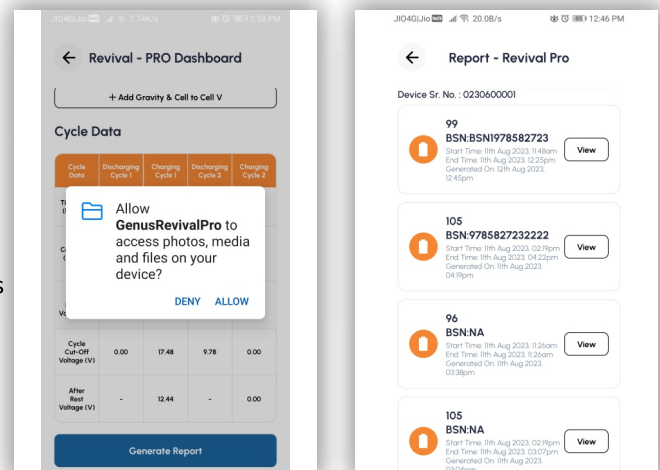 JIO4G|Jio 7.74K/s 2:58 PM
Revival - PRO Dashboard
+ Add Gravity & Cell to Cell V
Cycle Data
Cycle Data Discharging Cycle 1 Charging Cycle 1 Discharging Cycle 2 Charging Cycle 2
Allow
GenusRevivalPro to
access photos, media
and files on your
device?
DENY ALLOW
Cycle
Cut-Off 0.00 17.48 9.78 0.00
Voltage (V)
After
Rest - 12.44 - 0.00
Voltage (V)
Generate Report
s
JIO4G|Jio 20.0B/s 12:46 PM
Report - Revival Pro
Device Sr. No. : 0230600001
99
BSN:BSN1978582723
Start Time: 11th Aug 2023, 11:48am View
End Time: 11th Aug 2023, 12:25pm
Generated On: 12th Aug 2023,
12:45pm
105
BSN:9785827232222
Start Time: 11th Aug 2023, 02:19pm View
End Time: 11th Aug 2023, 04:22pm
Generated On: 11th Aug 2023,
04:19pm
96
BSN:NA
Start Time: 11th Aug 2023, 11:26am View
End Time: 11th Aug 2023, 11:26am
Generated On: 11th Aug 2023,
03:38pm
105
BSN:NA
Start Time: 11th Aug 2023, 02:19pm View
End Time: 11th Aug 2023, 03:07pm
Generated On: 11th Aug 2023,